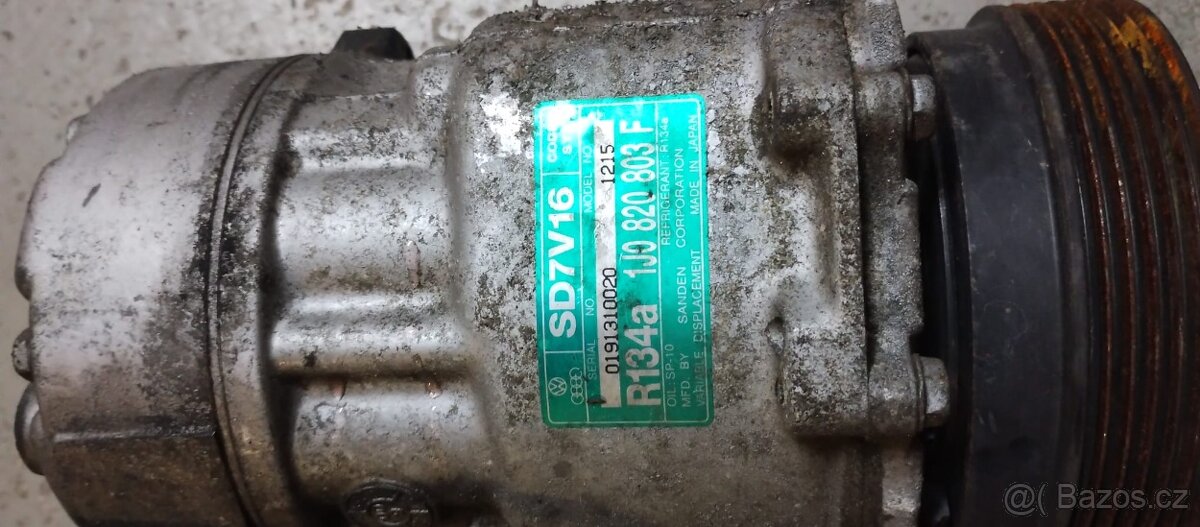 SD7V16
SERIAL NO. MODEL NO.
0191310020 1215
R134a 1J0 820 803 F
OIL: SP-10 REFRIGERANT: R134a
MFD. BY SANDEN CORPORATION
VARIABLE DISPLACEMENT MADE IN JAPAN
@( Bazos.cz